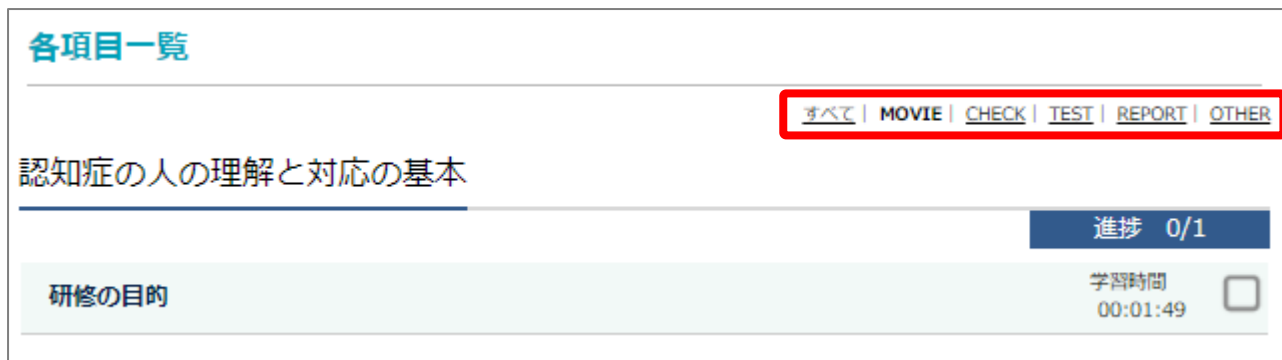 各項目一覧
すべて | MOVIE | CHECK | TEST | REPORT | OTHER
認知症の人の理解と対応の基本
進捗 0/1
研修の目的
学習時間
00:01:49